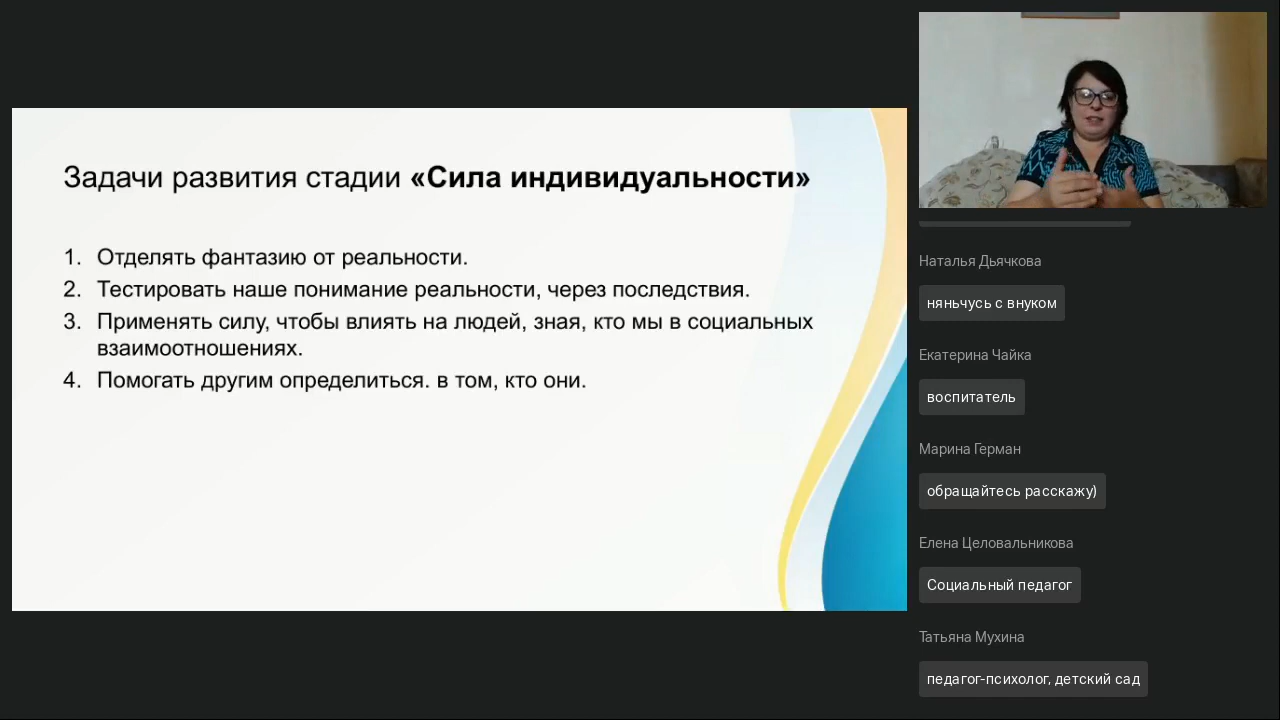 Задачи развития стадии «Сила индивидуальности»
1. Отделять фантазию от реальности.
2. Тестировать наше понимание реальности, через последствия.
3. Применять силу, чтобы влиять на людей, зная, кто мы в социальных
взаимоотношениях.
4. Помогать другим определиться. в том, кто они.
Наталья Дьячкова
няньчусь с внуком
Екатерина Чайка
воспитатель
Марина Герман
обращайтесь расскажу)
Елена Целовальникова
Социальный педагог
Татьяна Мухина
педагог-психолог, детский сад